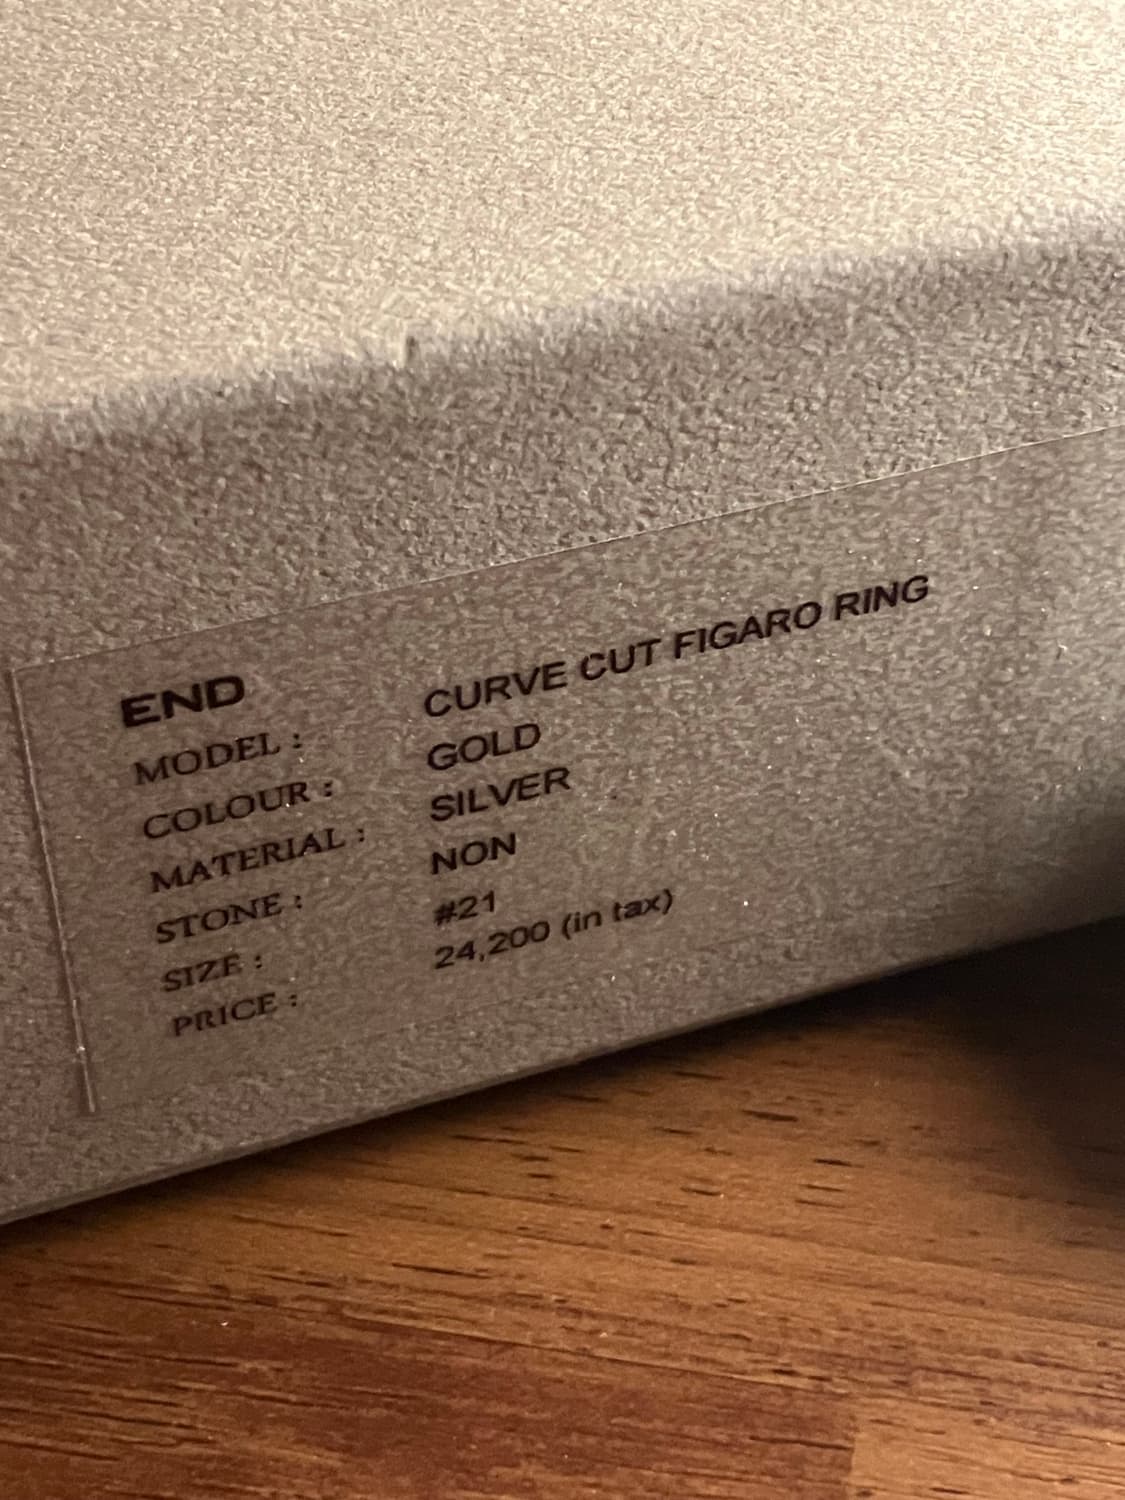 END
MODEL : CURVE CUT FIGARO RING
COLOUR : GOLD
MATERIAL : SILVER
STONE : NON
SIZE : #21
PRICE : 24,200 (in tax)